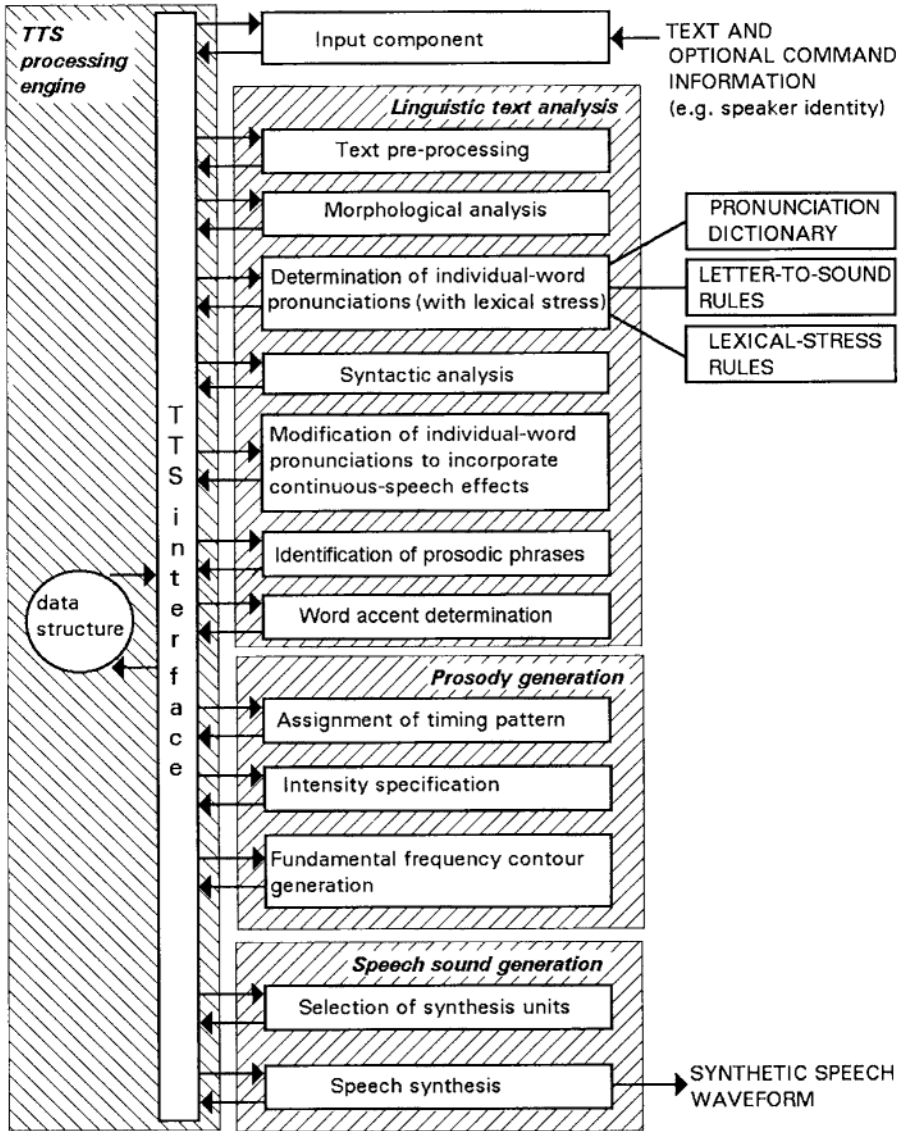 TTS
processing
engine
Input component
TEXT AND
OPTIONAL COMMAND
INFORMATION
(e.g. speaker identity)
Linguistic text analysis
Text pre-processing
Morphological analysis
Determination of individual-word
pronunciations (with lexical stress)
PRONUNCIATION
DICTIONARY
LETTER-TO-SOUND
RULES
LEXICAL-STRESS
RULES
Syntactic analysis
Modification of individual-word
pronunciations to incorporate
continuous-speech effects
Identification of prosodic phrases
Word accent determination
TTS interface
data
structure
Prosody generation
Assignment of timing pattern
Intensity specification
Fundamental frequency contour
generation
Speech sound generation
Selection of synthesis units
Speech synthesis
SYNTHETIC SPEECH
WAVEFORM